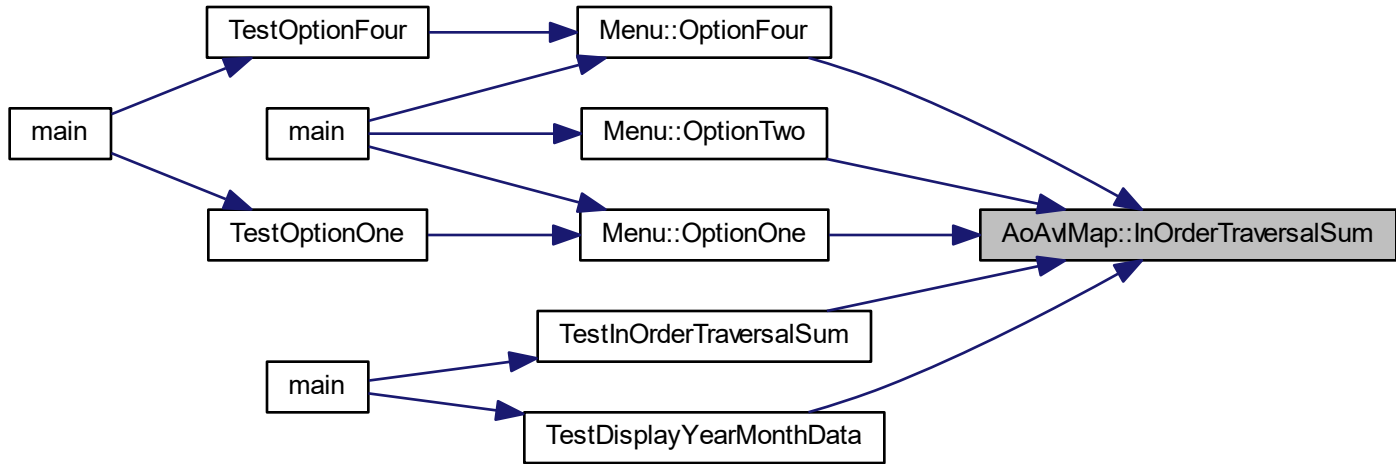 TestOptionFour
Menu::OptionFour
main
main
Menu::OptionTwo
TestOptionOne
Menu::OptionOne
AoAvlMap::InOrderTraversalSum
TestInOrderTraversalSum
main
TestDisplayYearMonthData